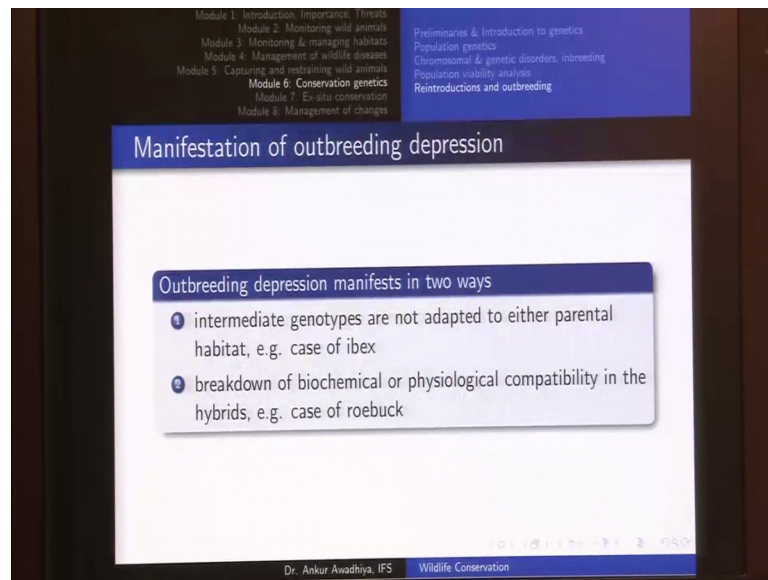 Module 1: Introduction, Importance, Threats
Module 2: Monitoring wild animals
Module 3: Monitoring & managing habitats
Module 4: Management of wildlife diseases
Module 5: Capturing and restraining wild animals
Module 6: Conservation genetics
Module 7: Ex-situ conservation
Module 8: Management of changes
Preliminaries & Introduction to genetics
Population genetics
Chromosomal & genetic disorders, inbreeding
Population viability analysis
Reintroductions and outbreeding
Manifestation of outbreeding depression
Outbreeding depression manifests in two ways
1 intermediate genotypes are not adapted to either parental
habitat, e.g. case of ibex
2 breakdown of biochemical or physiological compatibility in the
hybrids, e.g. case of roebuck
Dr. Ankur Awadhiya, IFS
Wildlife Conservation